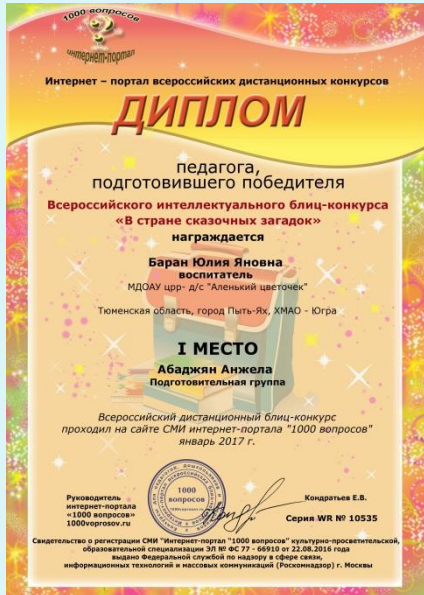 1000 вопросов
интернет-портал
Интернет – портал всероссийских дистанционных конкурсов
ДИПЛОМ
педагога,
подготовившего победителя
Всероссийского интеллектуального блиц-конкурса
«В стране сказочных загадок»
награждается
Баран Юлия Яновна
воспитатель
МДОАУ црр- д/с "Аленький цветочек"
Тюменская область, город Пыть-Ях, ХМАО - Югра
I МЕСТО
Абаджян Анжела
Подготовительная группа
Всероссийский дистанционный блиц-конкурс
проходил на сайте СМИ интернет-портала "1000 вопросов"
январь 2017 г.
Руководитель
интернет-портала
«1000 вопросов»
1000voprosov.ru
1000
вопросов
Кондратьев Е.В.
Серия WR № 10535
Свидетельство о регистрации СМИ "Интернет-портал "1000 вопросов" культурно-просветительской,
образовательной специализации ЭЛ № ФС 77 - 66910 от 22.08.2016 года
выдано Федеральной службой по надзору в сфере связи,
информационных технологий и массовых коммуникаций (Роскомнадзор) г. Москвы